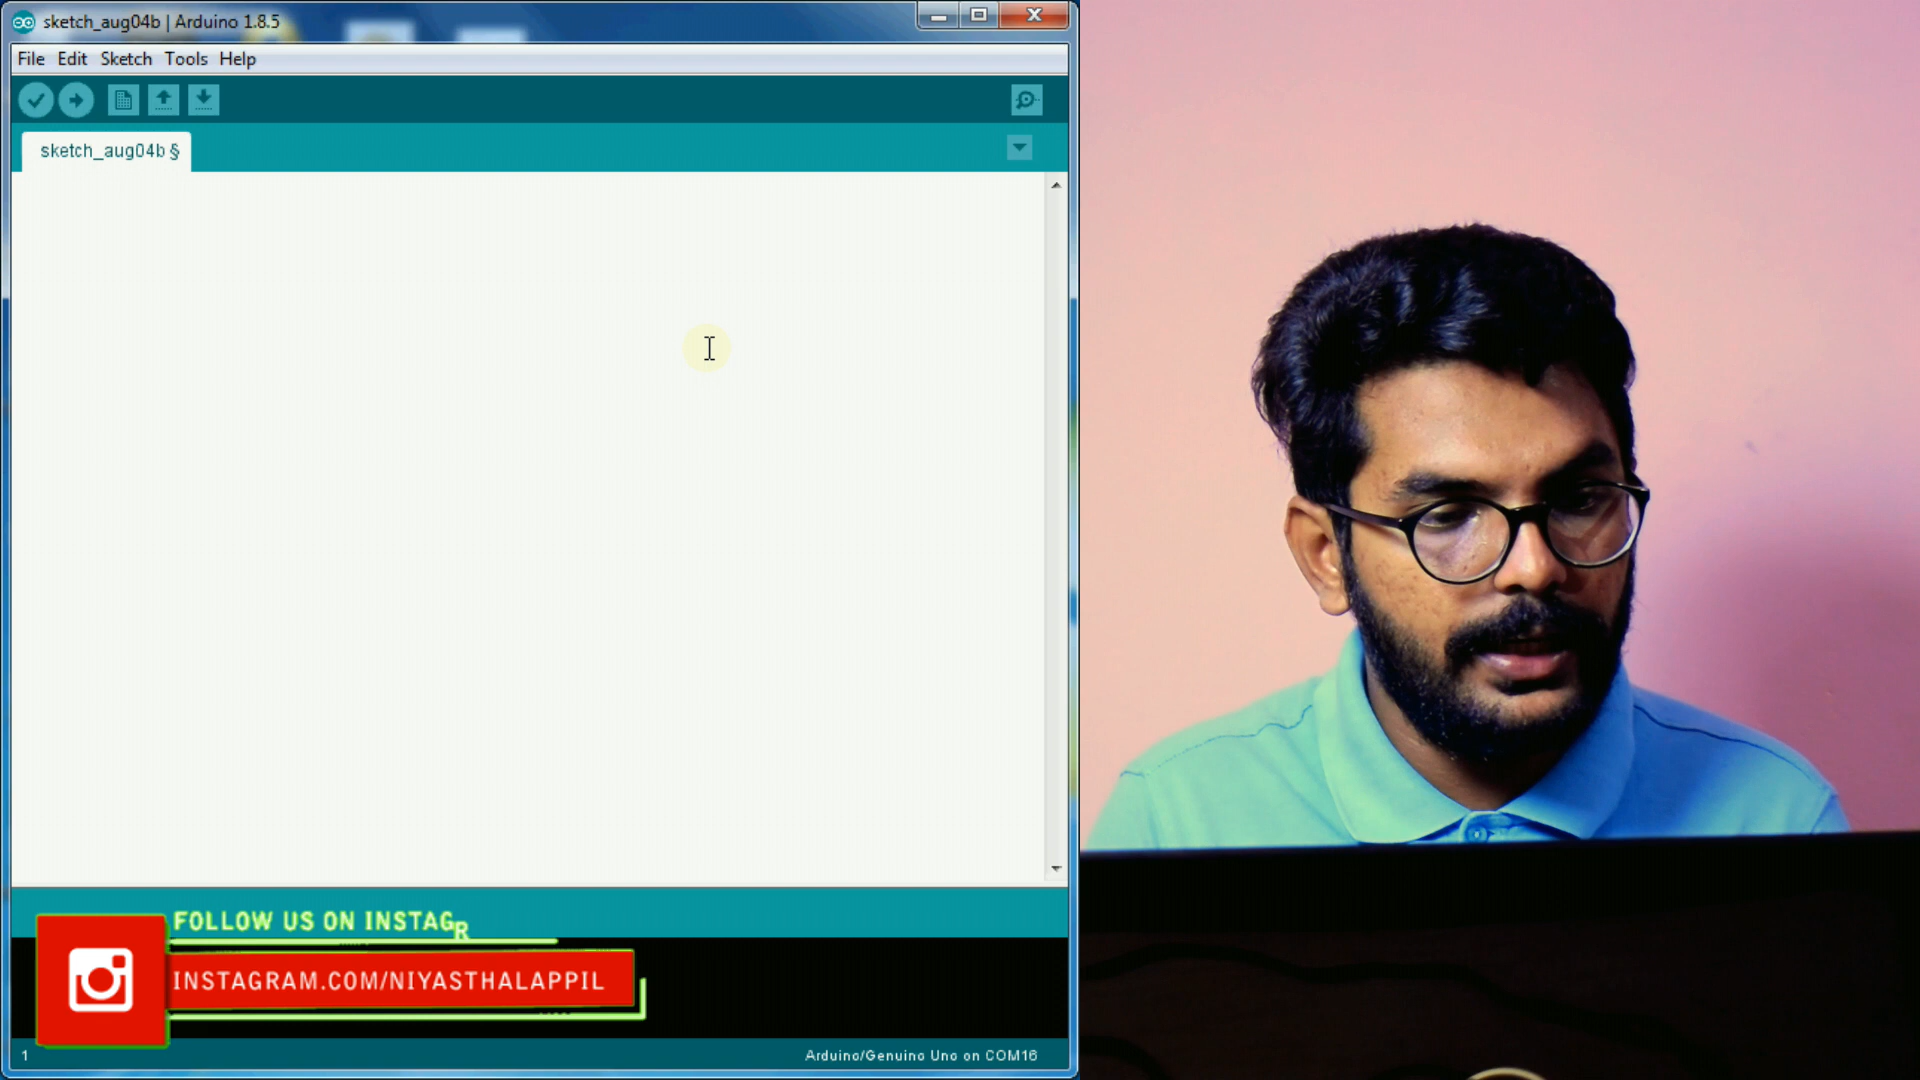 sketch_aug04b | Arduino 1.8.5
File Edit Sketch Tools Help
sketch_aug04b §
FOLLOW US ON INSTAGR
INSTAGRAM.COM/NIYASTHALAPPIL
1
Arduino/Genuino Uno on COM16